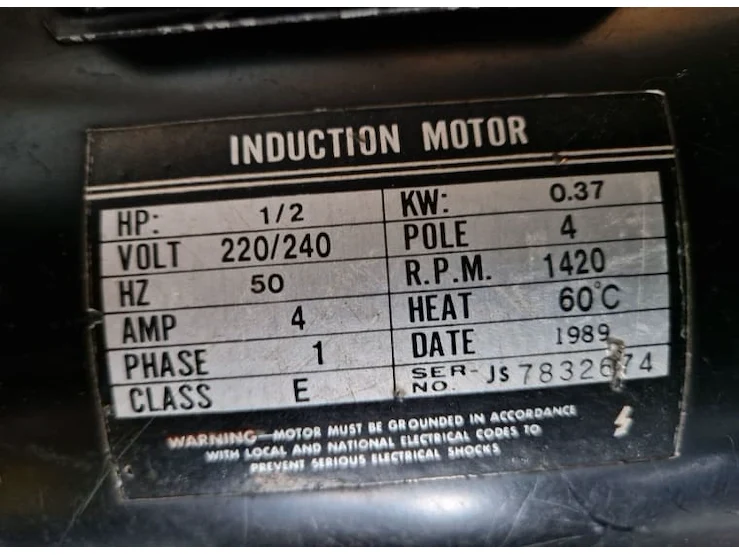 INDUCTION MOTOR
HP: 1/2 KW: 0.37
VOLT 220/240 POLE 4
HZ 50 R.P.M. 1420
AMP 4 HEAT 60°C
PHASE 1 DATE 1989
CLASS E SER- NO. JS 7832674
WARNING—MOTOR MUST BE GROUNDED IN ACCORDANCE
WITH LOCAL AND NATIONAL ELECTRICAL CODES TO
PREVENT SERIOUS ELECTRICAL SHOCKS